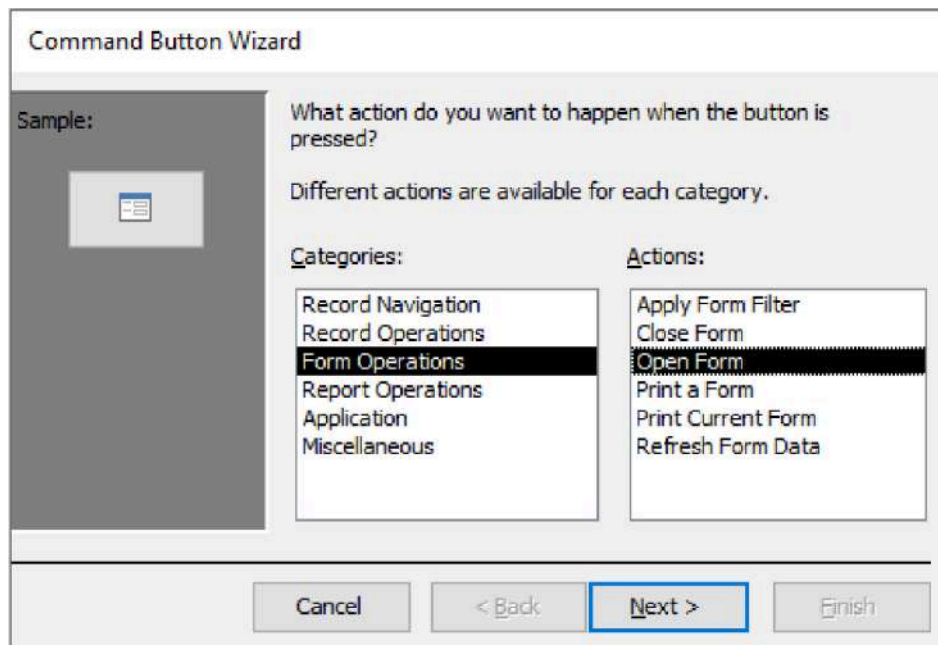 Command Button Wizard
Sample:
What action do you want to happen when the button is
pressed?
Different actions are available for each category.
Categories:
Record Navigation
Record Operations
Form Operations
Report Operations
Application
Miscellaneous
Actions:
Apply Form Filter
Close Form
Open Form
Print a Form
Print Current Form
Refresh Form Data
Cancel
< Back
Next >
Finish